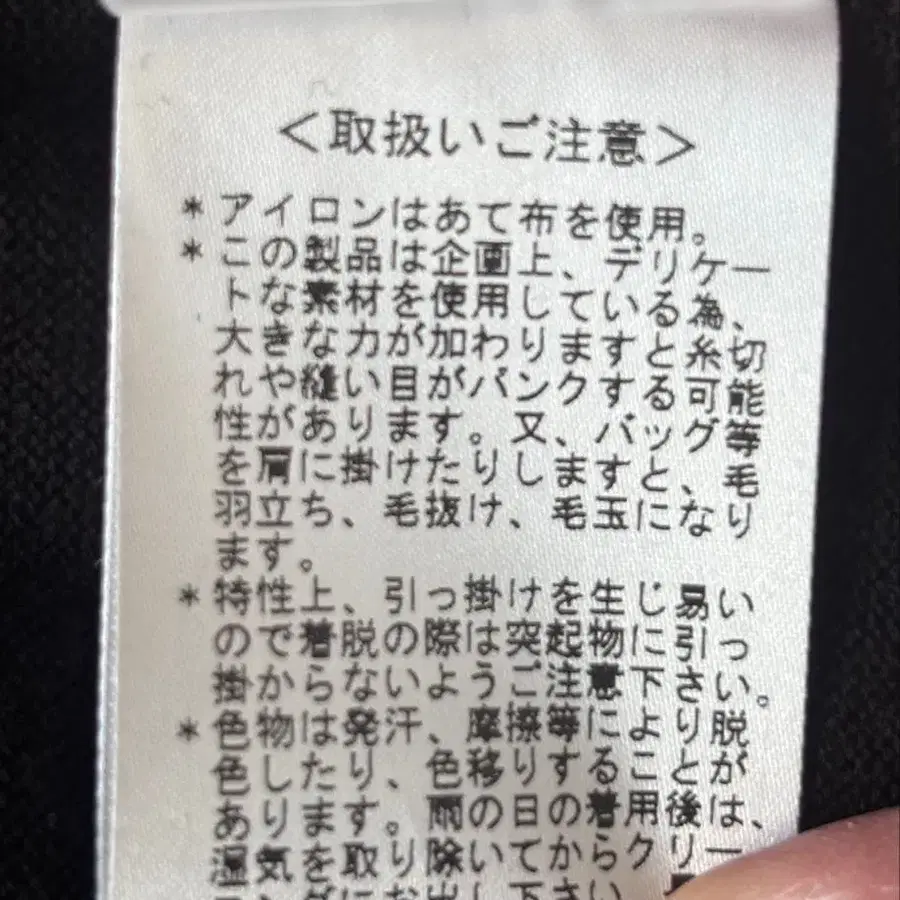 ＜取扱いご注意＞
＊アイロンはあて布を使用。
＊この製品は企画上、デリケー
トな素材を使用している為、
大きな力が加わりますと糸切
れや縫い目がパンクする可能
性があります。又、バッグ等
を肩に掛けたりしますと、毛
羽立ち、毛抜け、毛玉になり
ます。
＊特性上、引っ掛けを生じ易い
ので着脱の際は突起物に引っ
掛からないようご注意下さい。
＊色物は発汗、摩擦等により脱
色したり、色移りすることが
あります。雨の日の着用後は、
湿気を取り除いてからクリー
ニングにお出し下さい